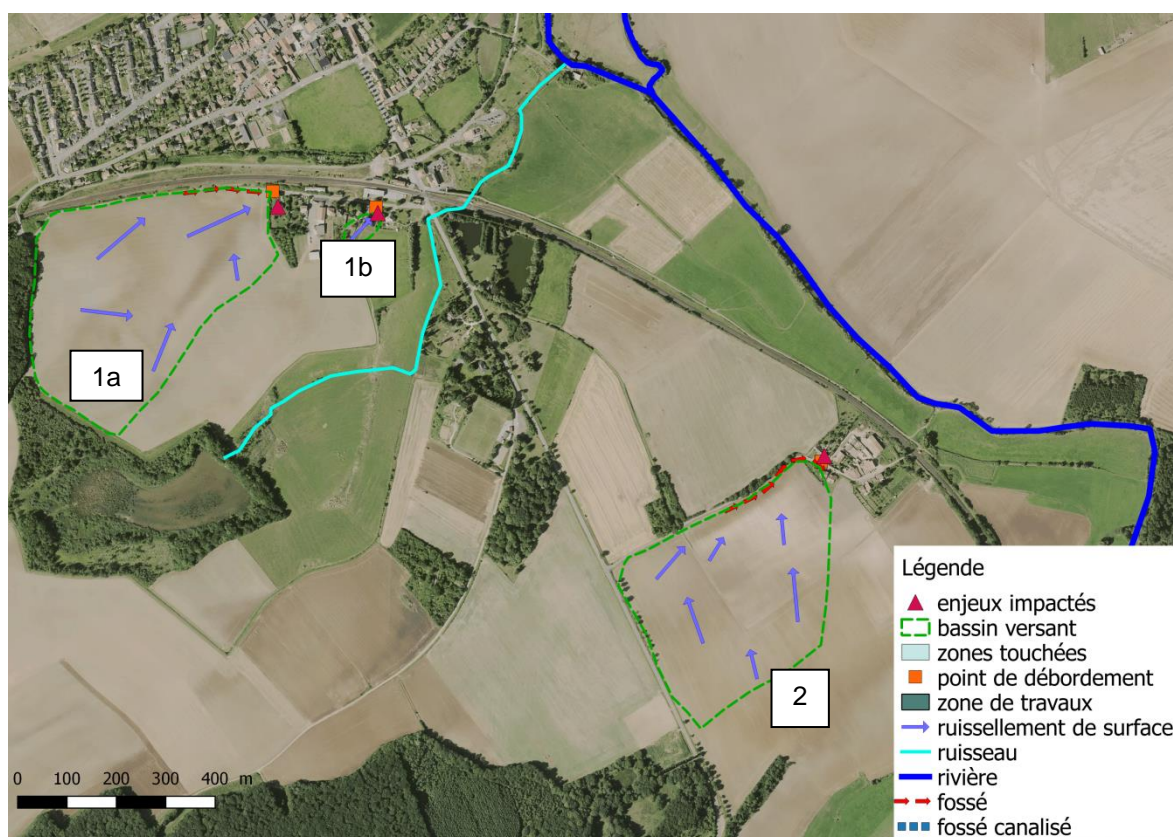 1b
1a
2
Légende
enjeux impactés
bassin versant
zones touchées
point de débordement
zone de travaux
ruissellement de surface
ruisseau
rivière
fossé
fossé canalisé
0 100 200 300 400 m